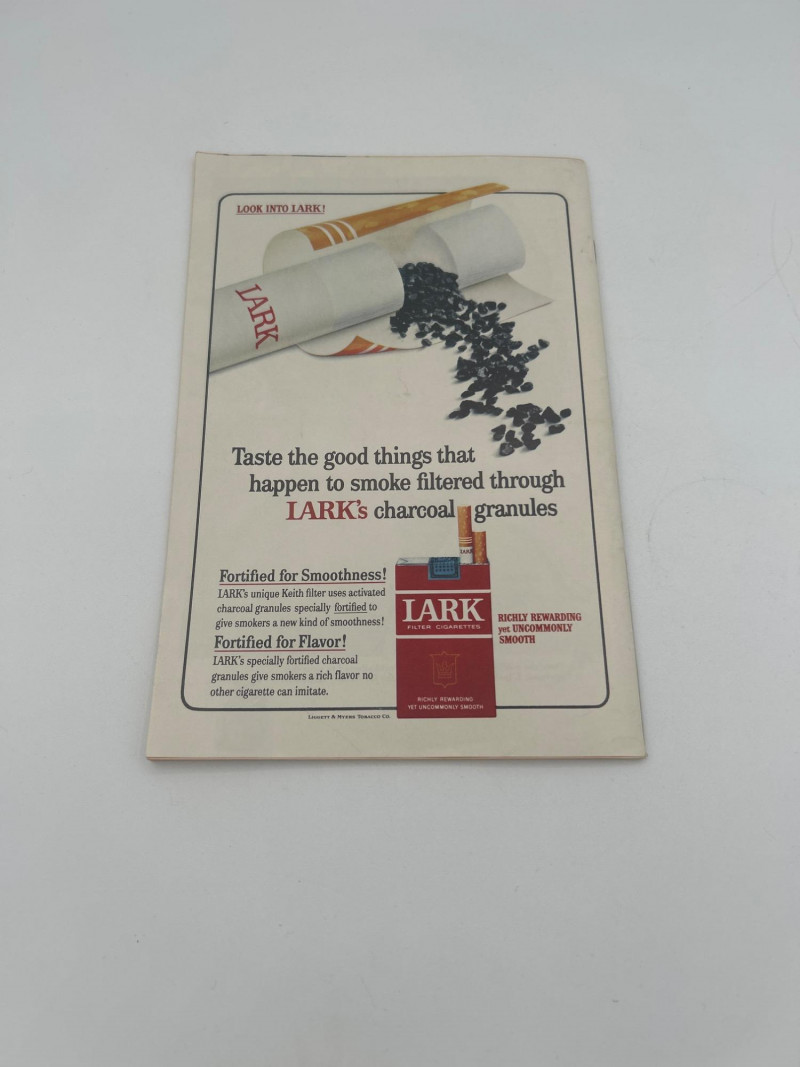 LOOK INTO LARK!
LARK
Taste the good things that
happen to smoke filtered through
LARK's charcoal granules
Fortified for Smoothness!
LARK's unique Keith filter uses activated
charcoal granules specially fortified to
give smokers a new kind of smoothness!
Fortified for Flavor!
LARK's specially fortified charcoal
granules give smokers a rich flavor no
other cigarette can imitate.
LARK
LARK
FILTER CIGARETTES
RICHLY REWARDING
YET UNCOMMONLY SMOOTH
RICHLY REWARDING
yet UNCOMMONLY
SMOOTH
LIGGETT & MYERS TOBACCO CO.